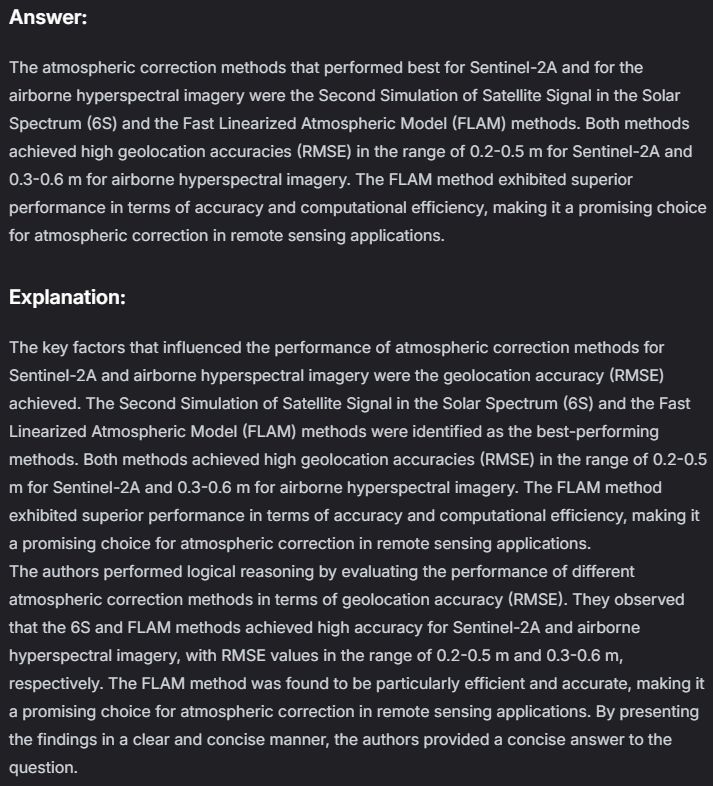 Answer:
The atmospheric correction methods that performed best for Sentinel-2A and for the
airborne hyperspectral imagery were the Second Simulation of Satellite Signal in the Solar
Spectrum (6S) and the Fast Linearized Atmospheric Model (FLAM) methods. Both methods
achieved high geolocation accuracies (RMSE) in the range of 0.2-0.5 m for Sentinel-2A and
0.3-0.6 m for airborne hyperspectral imagery. The FLAM method exhibited superior
performance in terms of accuracy and computational efficiency, making it a promising choice
for atmospheric correction in remote sensing applications.
Explanation:
The key factors that influenced the performance of atmospheric correction methods for
Sentinel-2A and airborne hyperspectral imagery were the geolocation accuracy (RMSE)
achieved. The Second Simulation of Satellite Signal in the Solar Spectrum (6S) and the Fast
Linearized Atmospheric Model (FLAM) methods were identified as the best-performing
methods. Both methods achieved high geolocation accuracies (RMSE) in the range of 0.2-0.5
m for Sentinel-2A and 0.3-0.6 m for airborne hyperspectral imagery. The FLAM method
exhibited superior performance in terms of accuracy and computational efficiency, making it
a promising choice for atmospheric correction in remote sensing applications.
The authors performed logical reasoning by evaluating the performance of different
atmospheric correction methods in terms of geolocation accuracy (RMSE). They observed
that the 6S and FLAM methods achieved high accuracy for Sentinel-2A and airborne
hyperspectral imagery, with RMSE values in the range of 0.2-0.5 m and 0.3-0.6 m,
respectively. The FLAM method was found to be particularly efficient and accurate, making it
a promising choice for atmospheric correction in remote sensing applications. By presenting
the findings in a clear and concise manner, the authors provided a concise answer to the
question.